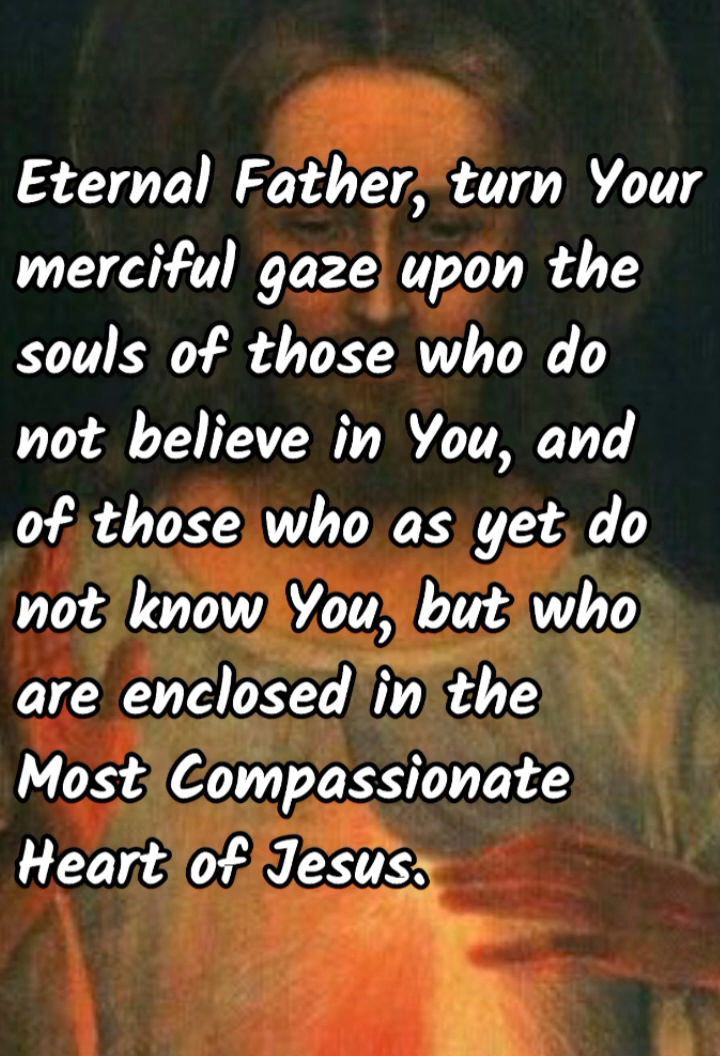 Eternal Father, turn Your
merciful gaze upon the
souls of those who do
not believe in You, and
of those who as yet do
not know You, but who
are enclosed in the
Most Compassionate
Heart of Jesus.